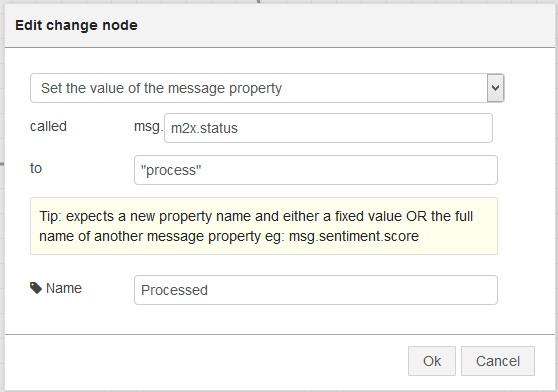 Edit change node
Set the value of the message property
called msg. m2x.status
to "process"
Tip: expects a new property name and either a fixed value OR the full
name of another message property eg: msg.sentiment.score
Name Processed
Ok Cancel